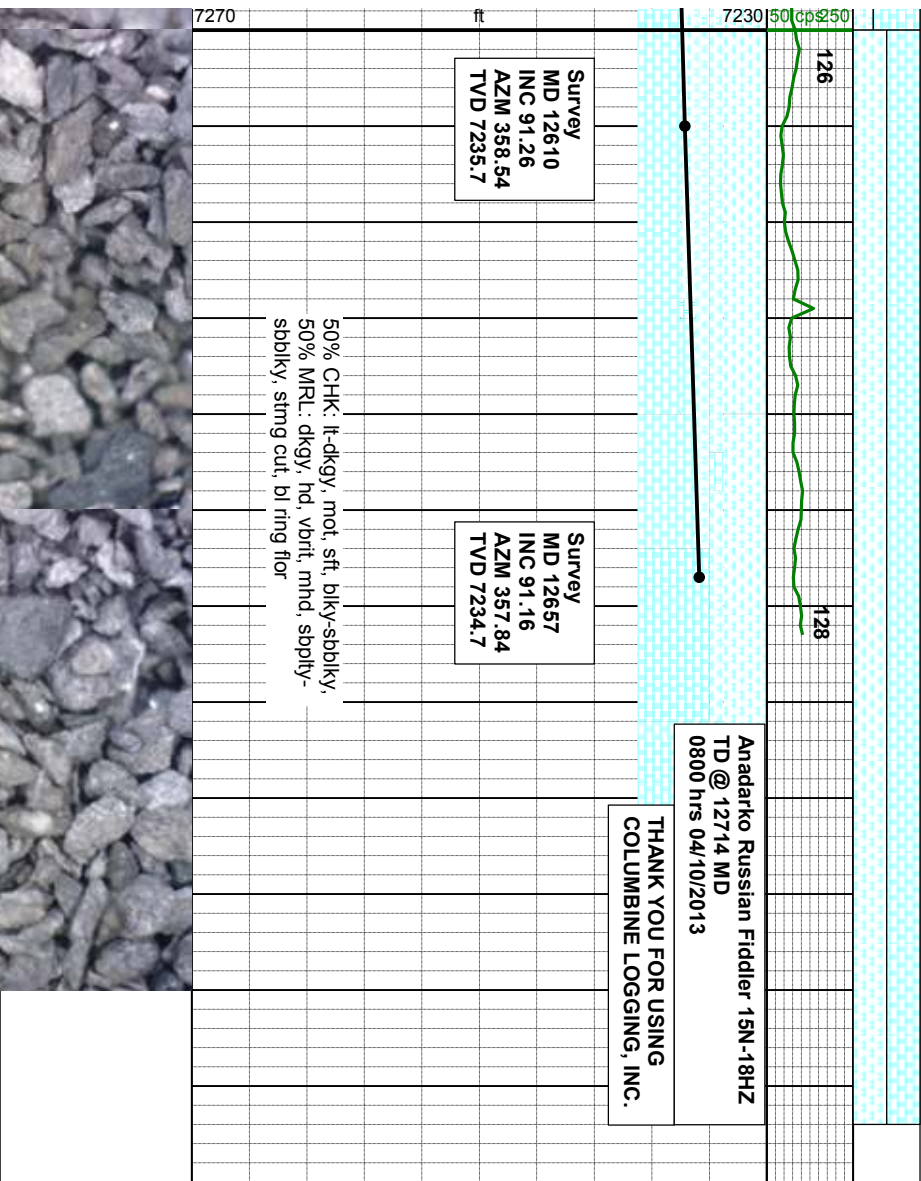 7270
ft
7230
50 cps 250
126
Survey
MD 12610
INC 91.26
AZM 358.54
TVD 7235.7
50% CHK: lt-dkgy, mot, sft, blky-sbblky,
50% MRL: dkgy, hd, vbrit, mhd, sbplty-
sbblky, stmg cut, bl ring flor
Survey
MD 12657
INC 91.16
AZM 357.84
TVD 7234.7
128
Anadarko Russian Fiddler 15N-18HZ
TD @ 12714 MD
0800 hrs 04/10/2013
THANK YOU FOR USING
COLUMBINE LOGGING, INC.